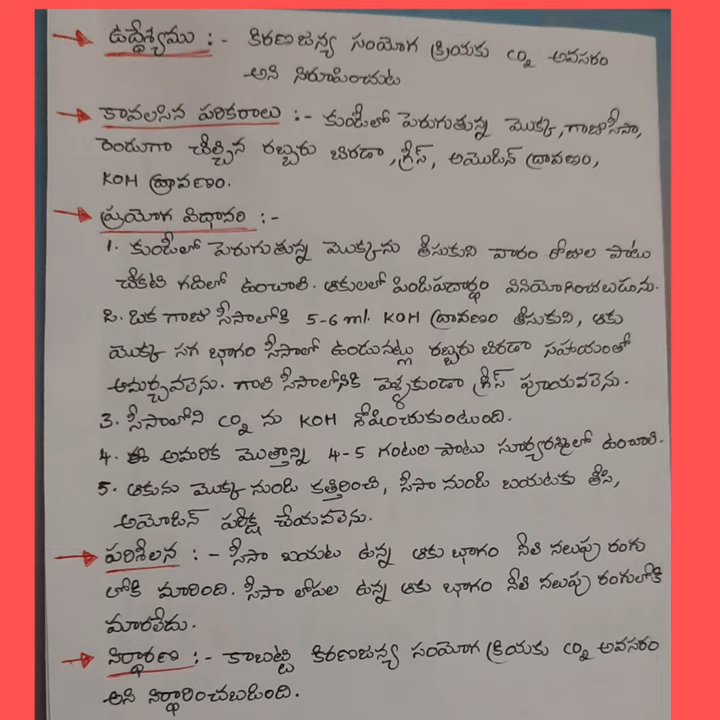 → ఉద్దేశ్యము :- కిరణజన్య సంయోగ క్రియకు CO₂ అవసరం
అని నిరూపించుట
→ కావలసిన పరికరాలు :- కుండీలో పెరుగుతున్న మొక్క, గాజుసీసా,
రెండుగా చీల్చిన రబ్బరు బిరడా, గ్రీస్, అయొడిన్ ద్రావణం,
KOH ద్రావణం.
→ ప్రయోగ విధానం :-
1. కుండీలో పెరుగుతున్న మొక్కను తీసుకుని వారం రోజుల పాటు
చీకటి గదిలో ఉంచాలి. ఆకులలో పిండిపదార్థం వినియోగించబడును.
2. ఒక గాజు సీసాలోకి 5-6 ml. KOH ద్రావణం తీసుకుని, ఆకు
మొక్క సగ భాగం సీసాలో ఉండునట్లు రబ్బరు బిరడా సహాయంతో
అమర్చవలెను. గాలి సీసాలోనికి వెళ్ళకుండా గ్రీస్ పూయవలెను.
3. సీసాలోని CO₂ ను KOH శోషించుకుంటుంది.
4. ఈ అమరిక మొత్తాన్ని 4-5 గంటల పాటు సూర్యరశ్మిలో ఉంచాలి.
5. ఆకును మొక్క నుండి కత్తిరించి, సీసా నుండి బయటకు తీసి,
అయోడిన్ పరీక్ష చేయవలెను.
→ పరిశీలన :- సీసా బయట ఉన్న ఆకు భాగం నీలి నలుపు రంగు
లోకి మారింది. సీసా లోపల ఉన్న ఆకు భాగం నీలి నలుపు రంగులోకి
మారలేదు.
→ నిర్ధారణ :- కాబట్టి కిరణజన్య సంయోగ క్రియకు CO₂ అవసరం
అని నిర్ధారించబడింది.